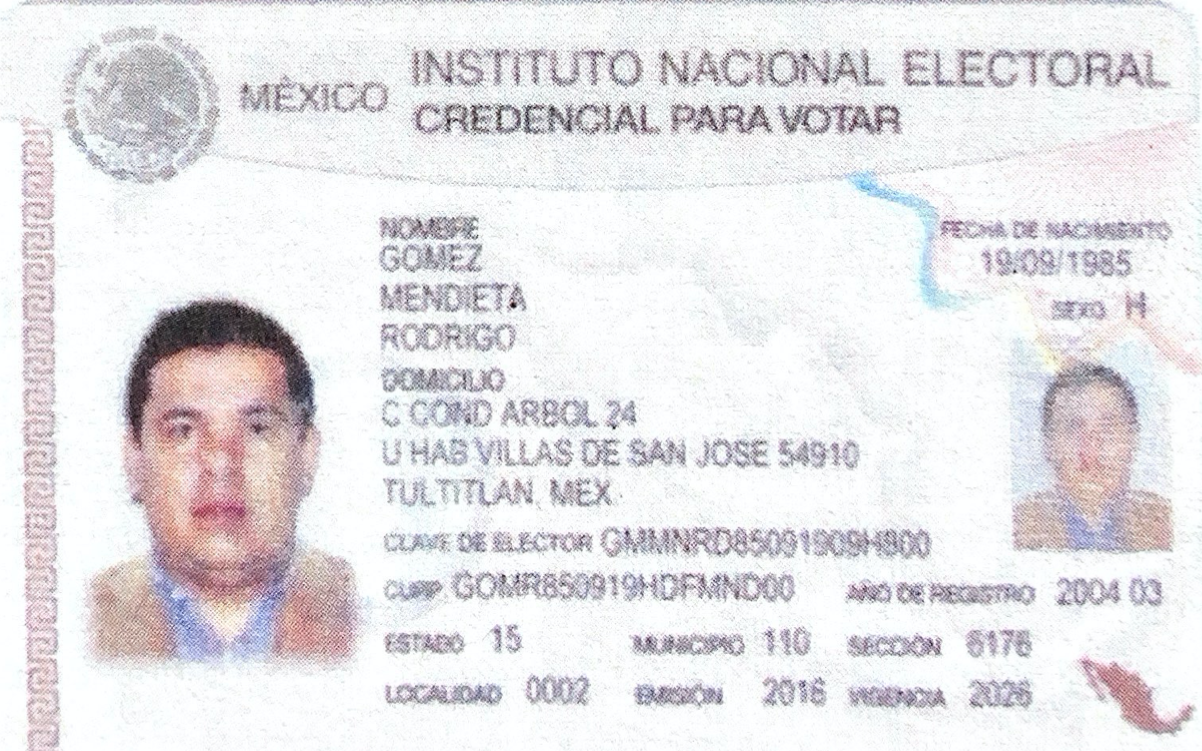 MÉXICO INSTITUTO NACIONAL ELECTORAL
CREDENCIAL PARA VOTAR
NOMBRE
GOMEZ
MENDIETA
RODRIGO
FECHA DE NACIMIENTO
19/09/1985
SEXO H
DOMICILIO
C COND ARBOL 24
U HAB VILLAS DE SAN JOSE 54910
TULTITLAN, MEX.
CLAVE DE ELECTOR GMMNRD85091909H800
CURP GOMR850919HDFMND00 AÑO DE REGISTRO 2004 03
ESTADO 15 MUNICIPIO 110 SECCIÓN 6176
LOCALIDAD 0002 EMISIÓN 2016 VIGENCIA 2026